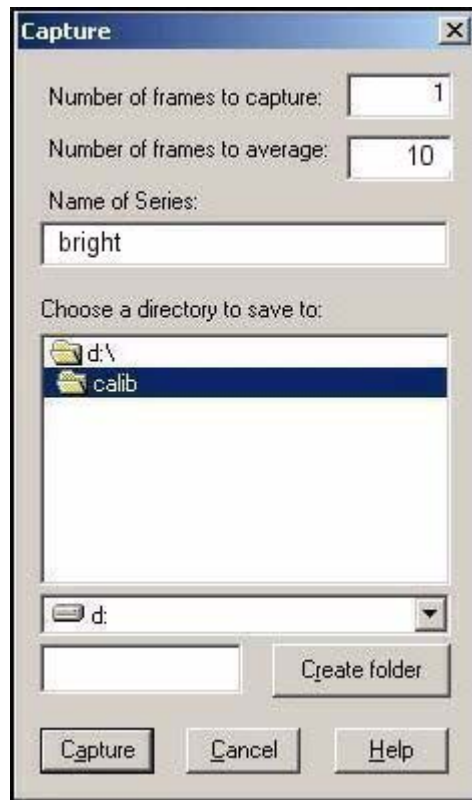 Capture
Number of frames to capture: 1
Number of frames to average: 10
Name of Series:
bright
Choose a directory to save to:
d:\
calib
d:
Create folder
Capture Cancel Help